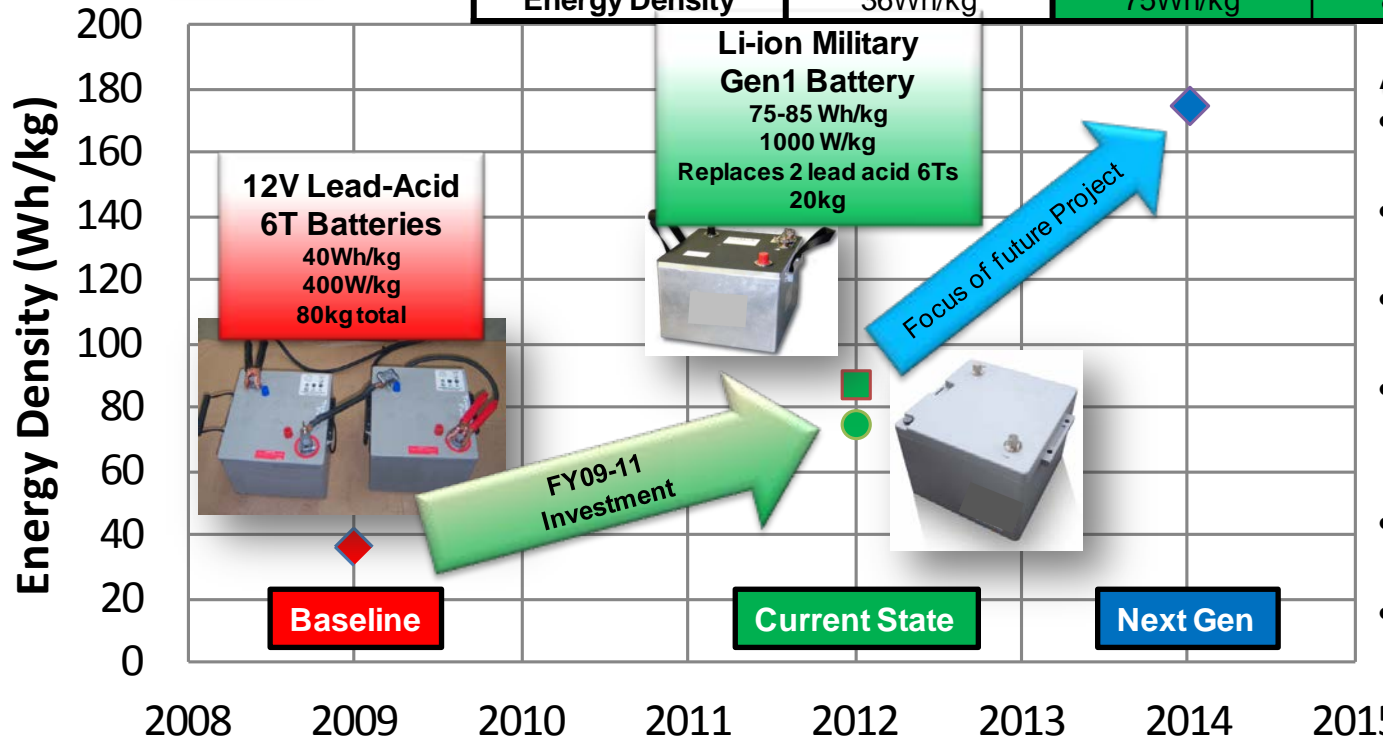 Energy Density 36Wh/kg 75Wh/kg
200
180
160
140
120
100
80
60
40
20
0
Energy Density (Wh/kg)
12V Lead-Acid
6T Batteries
40Wh/kg
400W/kg
80kg total
Li-ion Military
Gen1 Battery
75-85 Wh/kg
1000 W/kg
Replaces 2 lead acid 6Ts
20kg
Focus of future Project
FY09-11
Investment
Baseline
Current State
Next Gen
2008 2009 2010 2011 2012 2013 2014 2015